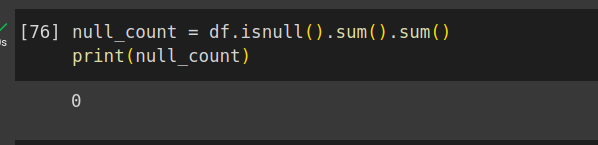 [76] null_count = df.isnull().sum().sum()
print(null_count)
0